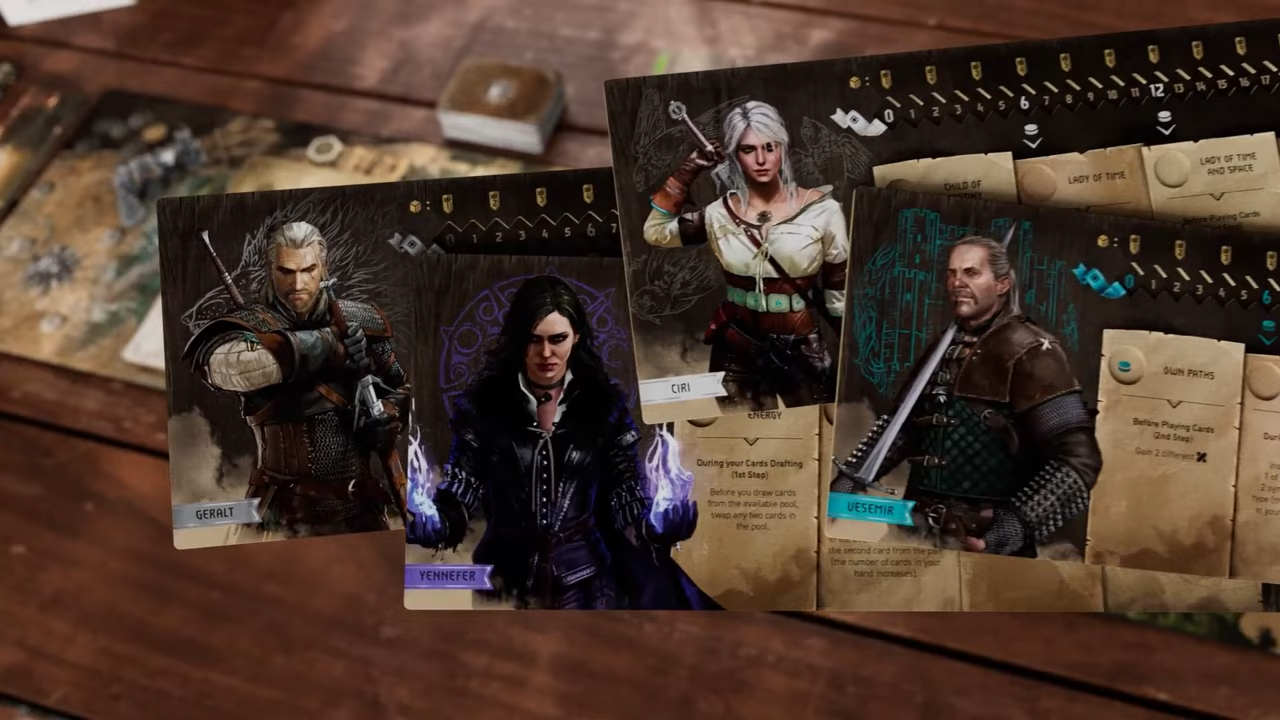 0 1 2 3 4 5 6 7 8 9 10 11 12 13 14 15 16 17
CHILD OF
LADY OF TIME
LADY OF TIME
AND SPACE
Before Playing Cards
CIRI
0 1 2 3 4 5 6 7
GERALT
ENERGY
During your Cards Drafting
(1st Step)
Before you draw cards
from the available pool,
swap any two cards in
the pool.
YENNEFER
the second card from the
(the number of cards in your
hand increases).
0 1 2 3 4 5 6
OWN PATHS
Before Playing Cards
(2nd Step)
Gain 2 different
VESEMIR